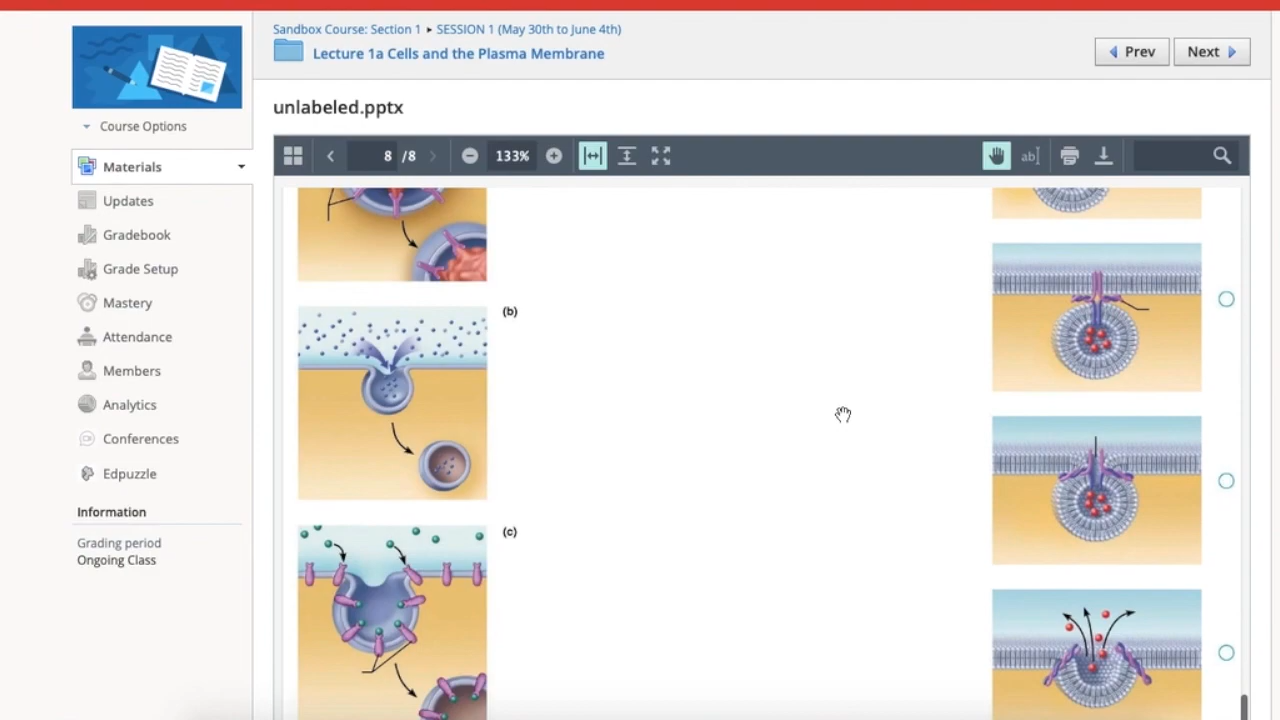 Sandbox Course: Section 1 ▸ SESSION 1 (May 30th to June 4th)
Lecture 1a Cells and the Plasma Membrane
Prev
Next
Course Options
unlabeled.pptx
8 /8
133%
ab
Materials
Updates
Gradebook
Grade Setup
Mastery
Attendance
Members
Analytics
Conferences
Edpuzzle
Information
Grading period
Ongoing Class
(b)
(c)